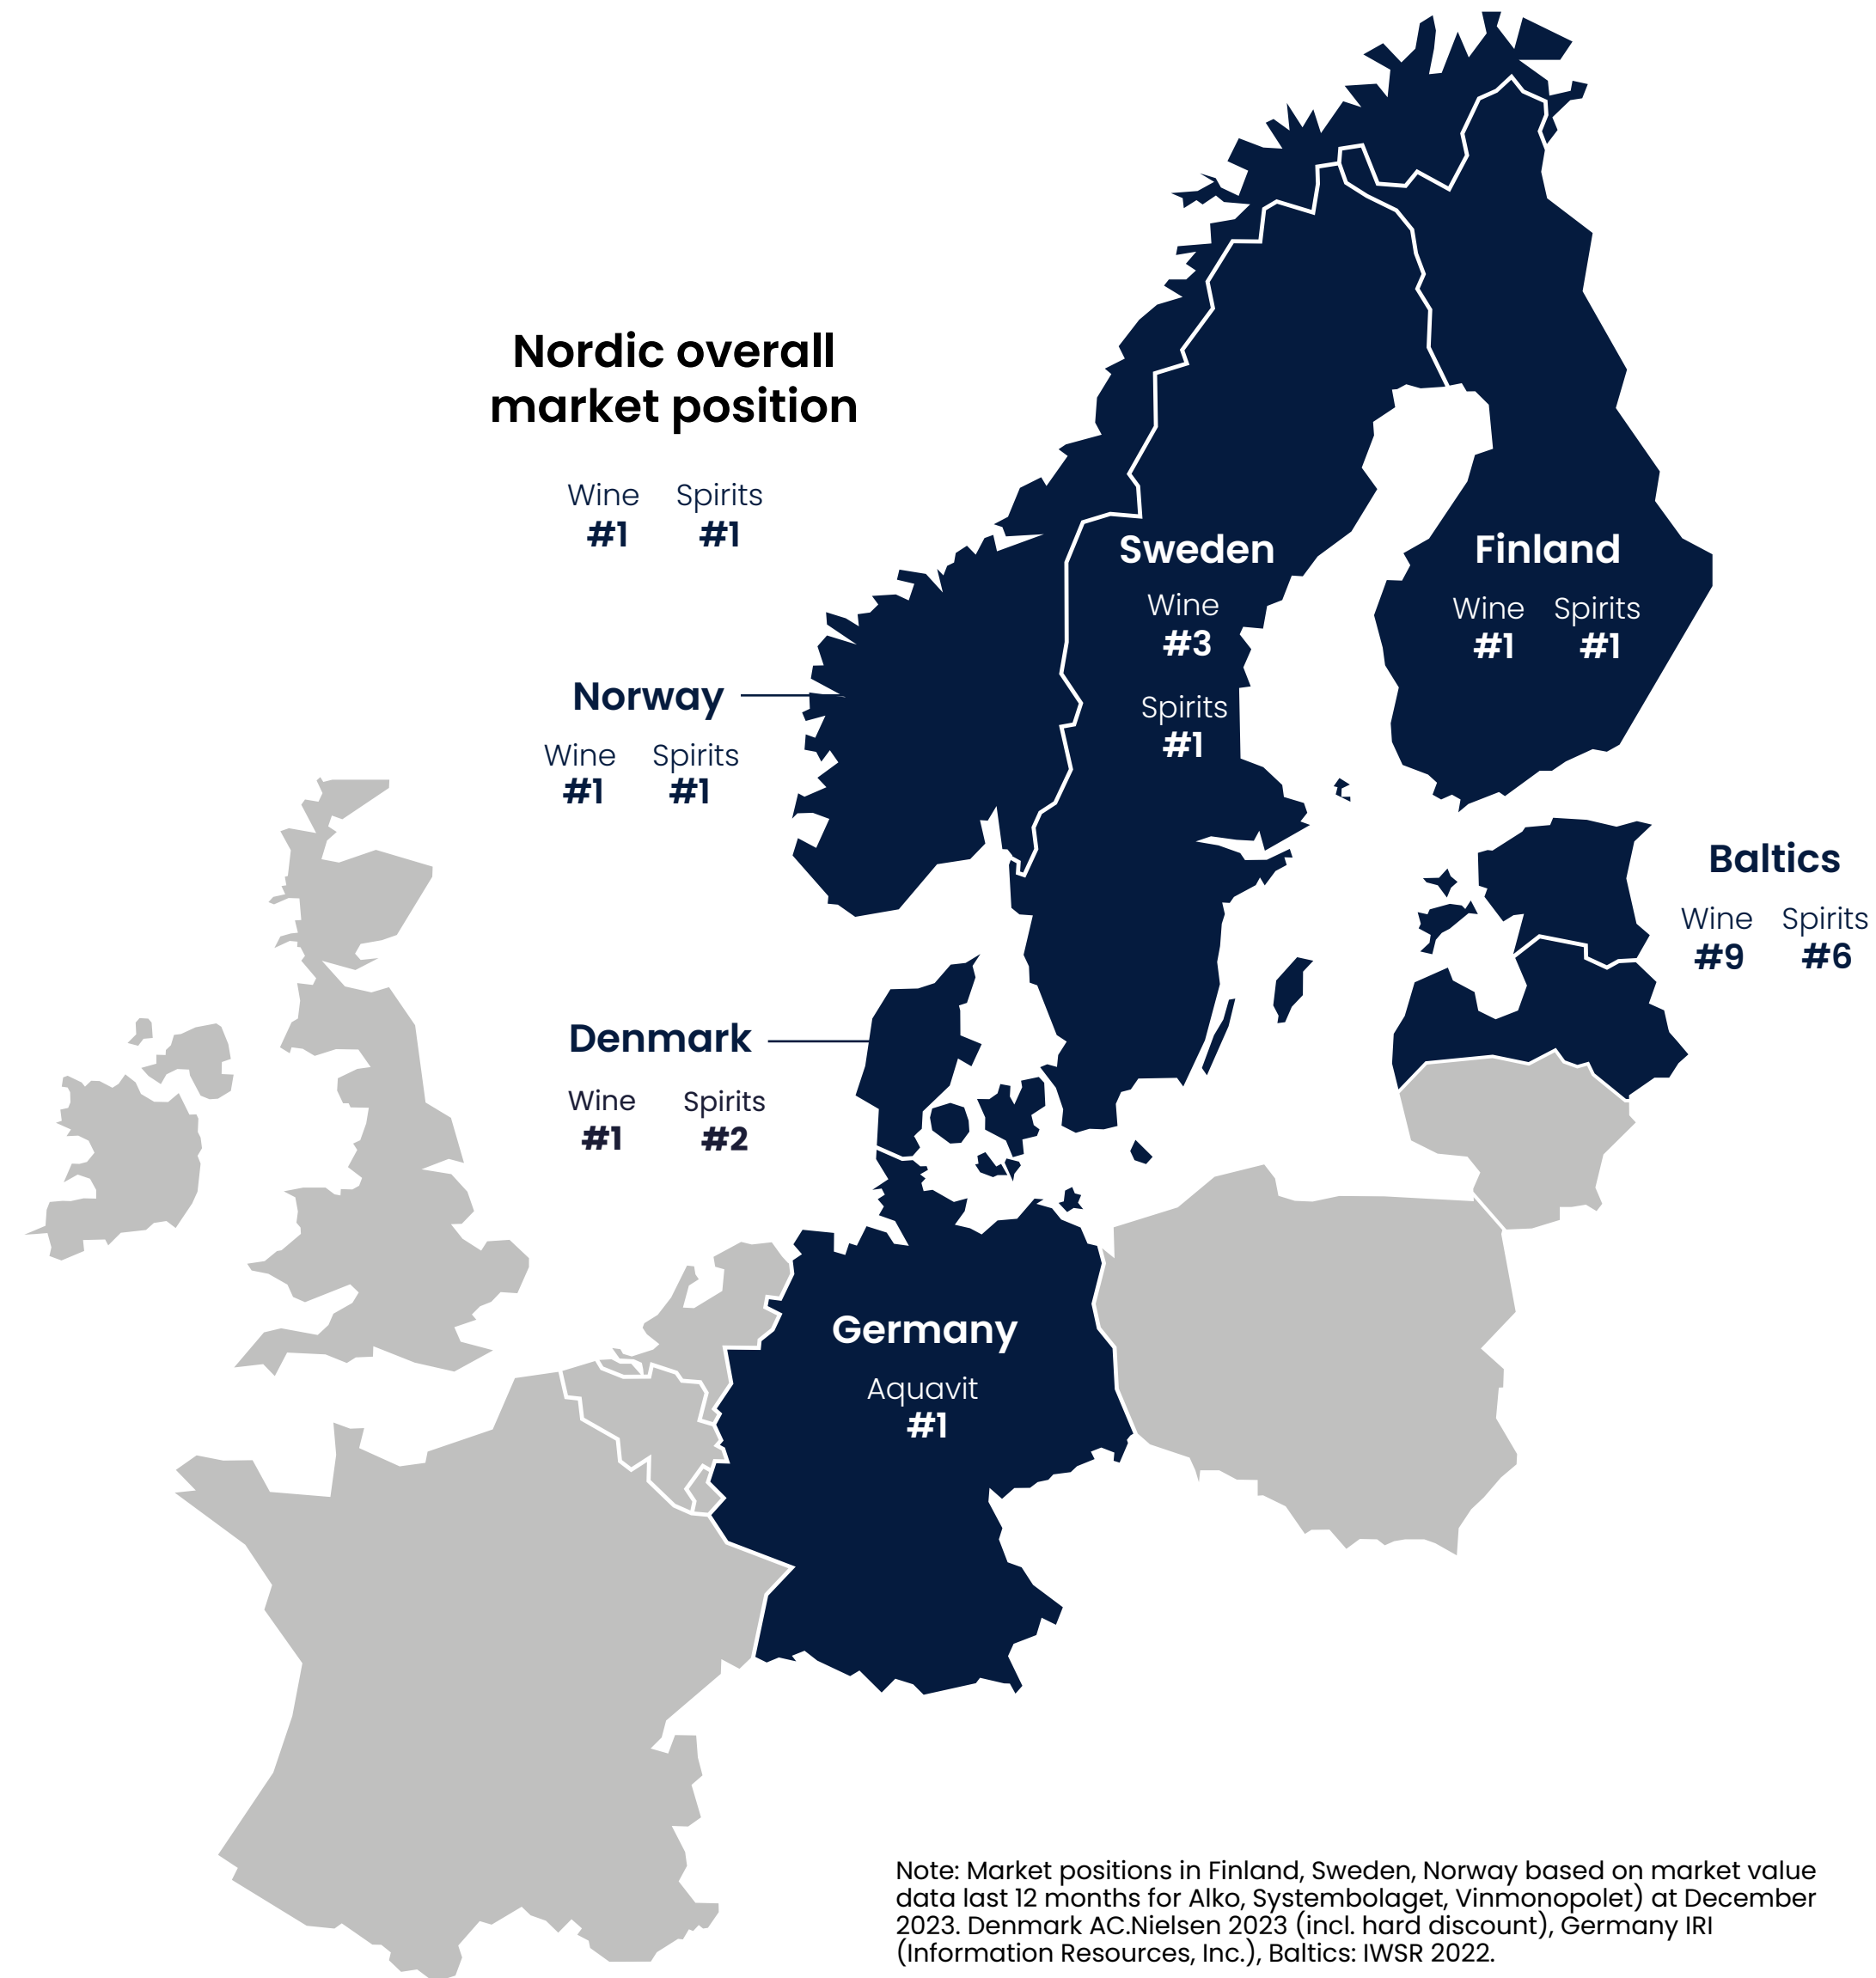 Nordic overall
market position
Wine Spirits
#1 #1
Sweden
Wine
#3
Spirits
#1
Finland
Wine Spirits
#1 #1
Norway
Wine Spirits
#1 #1
Baltics
Wine Spirits
#9 #6
Denmark
Wine Spirits
#1 #2
Germany
Aquavit
#1
Note: Market positions in Finland, Sweden, Norway based on market value
data last 12 months for Alko, Systembolaget, Vinmonopolet) at December
2023. Denmark AC.Nielsen 2023 (incl. hard discount), Germany IRI
(Information Resources, Inc.), Baltics: IWSR 2022.